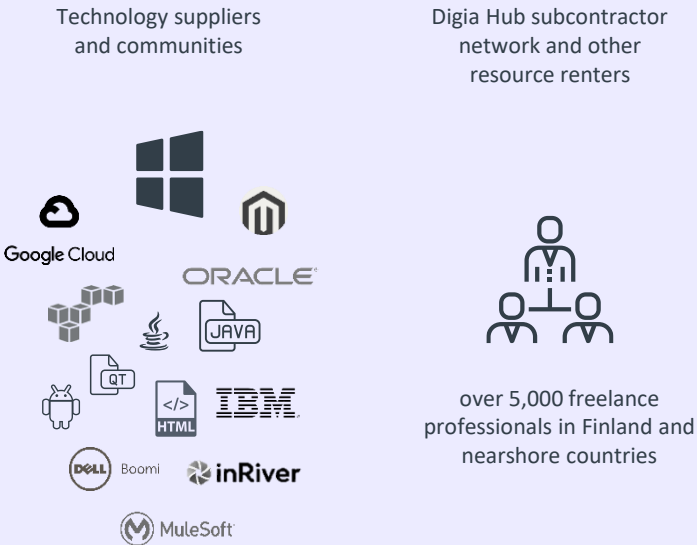 Technology suppliers
and communities
Google Cloud
ORACLE
JAVA
QT
</>
HTML
IBM
DELL Boomi
inRiver
MuleSoft
Digia Hub subcontractor
network and other
resource renters
over 5,000 freelance
professionals in Finland and
nearshore countries